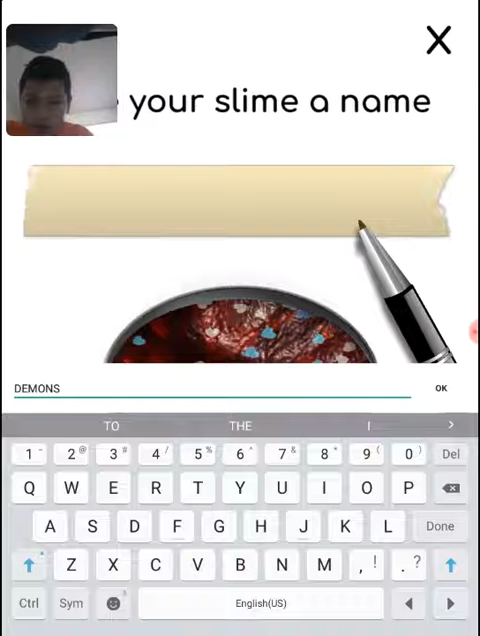 X
your slime a name
DEMONS
OK
TO THE I >
1 - 2 @ 3 # 4 / 5 % 6 ^ 7 & 8 * 9 ( 0 ) Del
Q W E R T Y U I O P
A S D F G H J K L Done
Z X C V B N M , ! . ?
Ctrl Sym English(US)